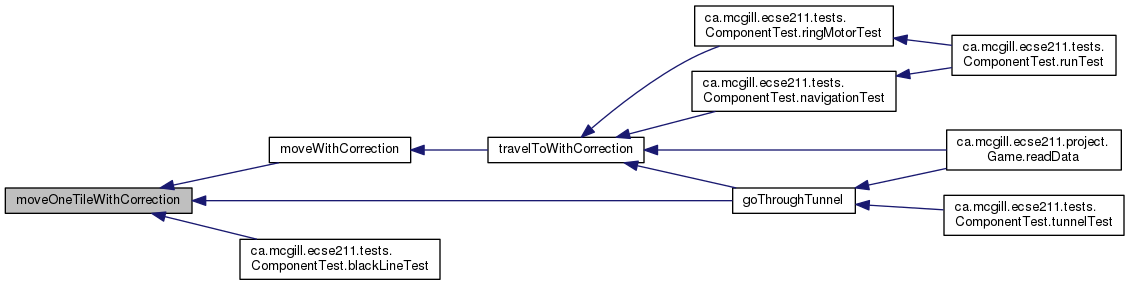 ca.mcgill.ecse211.tests.
ComponentTest.ringMotorTest
ca.mcgill.ecse211.tests.
ComponentTest.runTest
ca.mcgill.ecse211.tests.
ComponentTest.navigationTest
moveWithCorrection
travelToWithCorrection
ca.mcgill.ecse211.project.
Game.readData
moveOneTileWithCorrection
goThroughTunnel
ca.mcgill.ecse211.tests.
ComponentTest.tunnelTest
ca.mcgill.ecse211.tests.
ComponentTest.blackLineTest